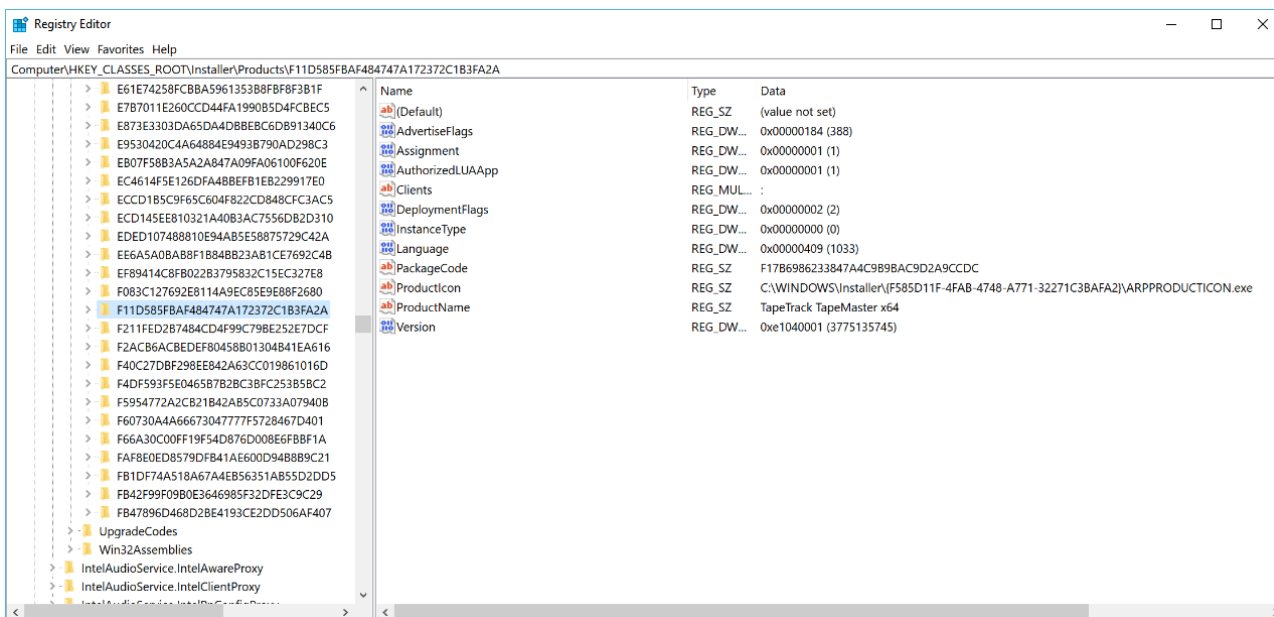 Registry Editor
File Edit View Favorites Help
Computer\HKEY_CLASSES_ROOT\Installer\Products\F11D585FBAF484747A172372C1B3FA2A
E61E74258FCBBA5961353B8FBF8F3B1F
E7B7011E260CCD44FA1990B5D4FCBEC5
E873E3303DA65DA4DBBEBC6DB91340C6
E9530420C4A64884E9493B790AD298C3
EB07F58B3A5A2A847A09FA06100F620E
EC4614F5E126DFA4BBEFB1EB229917E0
ECCD1B5C9F65C604F822CD848CFC3AC5
ECD145EE810321A40B3AC7556DB2D310
EDED107488810E94AB5E58875729C42A
EE6A5A0BAB8F1B84BB23AB1CE7692C4B
EF89414C8FB022B3795832C15EC327E8
F083C127692E8114A9EC85E9E88F2680
F11D585FBAF484747A172372C1B3FA2A
F211FED2B7484CD4F99C79BE252E7DCF
F2ACB6ACBEDEF80458B01304B41EA616
F40C27DBF298EE842A63CC019861016D
F4DF593F5E0465B7B2BC3BFC253B5BC2
F5954772A2CB21B42AB5C0733A07940B
F60730A4A66673047777F5728467D401
F66A30C00FF19F54D876D008E6FBBF1A
FAF8E0ED8579DFB41AE600D94B8B9C21
FB1DF74A518A67A4EB56351AB55D2DD5
FB42F99F09B0E3646985F32DFE3C9C29
FB47896D468D2BE4193CE2DD506AF407
UpgradeCodes
Win32Assemblies
IntelAudioService.IntelAwareProxy
IntelAudioService.IntelClientProxy
Name Type Data
(Default) REG_SZ (value not set)
AdvertiseFlags REG_DW... 0x00000184 (388)
Assignment REG_DW... 0x00000001 (1)
AuthorizedLUAApp REG_DW... 0x00000001 (1)
Clients REG_MUL... :
DeploymentFlags REG_DW... 0x00000002 (2)
InstanceType REG_DW... 0x00000000 (0)
Language REG_DW... 0x00000409 (1033)
PackageCode REG_SZ F17B6986233847A4C9B9BAC9D2A9CCDC
ProductIcon REG_SZ C:\WINDOWS\Installer\{F585D11F-4FAB-4748-A771-32271C3BAFA2}\ARPPRODUCTICON.exe
ProductName REG_SZ TapeTrack TapeMaster x64
Version REG_DW... 0xe1040001 (3775135745)